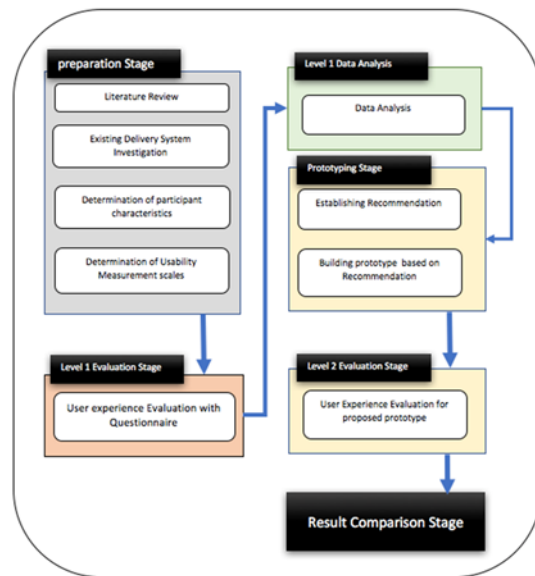 preparation Stage
Literature Review
Existing Delivery System
Investigation
Determination of participant
characteristics
Determination of Usability
Measurement scales
Level 1 Evaluation Stage
User experience Evaluation with
Questionnaire
Level 1 Data Analysis
Data Analysis
Prototyping Stage
Establishing Recommendation
Building prototype based on
Recommendation
Level 2 Evaluation Stage
User Experience Evaluation for
proposed prototype
Result Comparison Stage